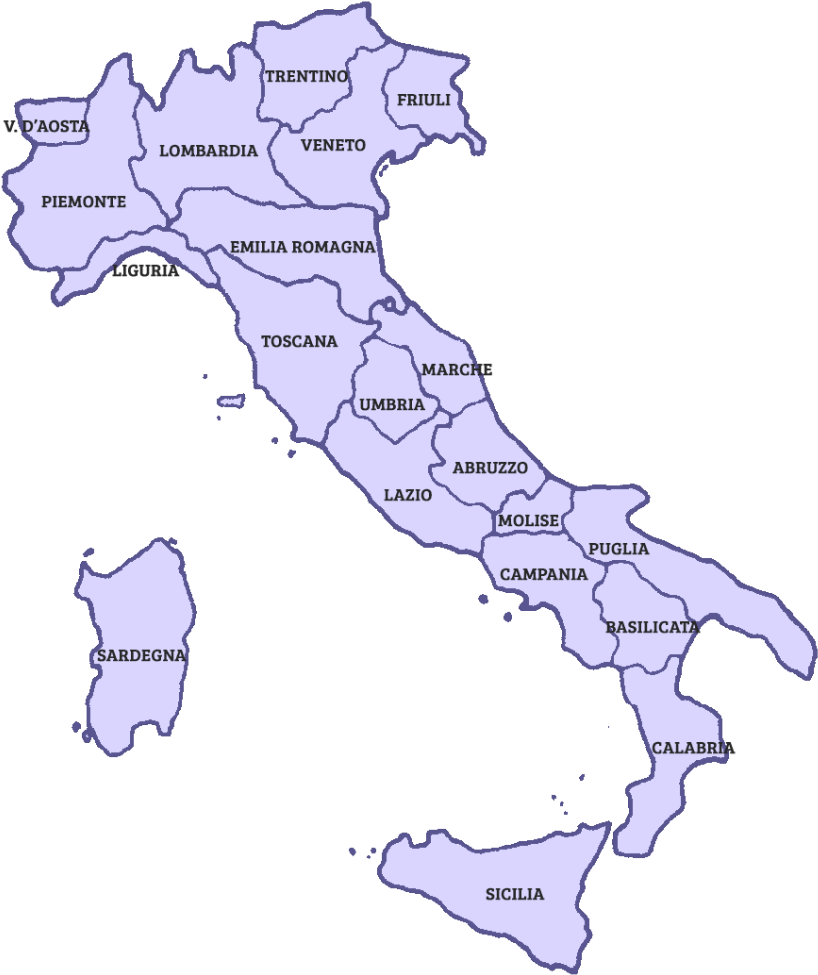 TRENTINO
FRIULI
V. D'AOSTA
VENETO
LOMBARDIA
PIEMONTE
EMILIA ROMAGNA
LIGURIA
TOSCANA
MARCHE
UMBRIA
ABRUZZO
LAZIO
MOLISE
PUGLIA
CAMPANIA
BASILICATA
SARDEGNA
CALABRIA
SICILIA